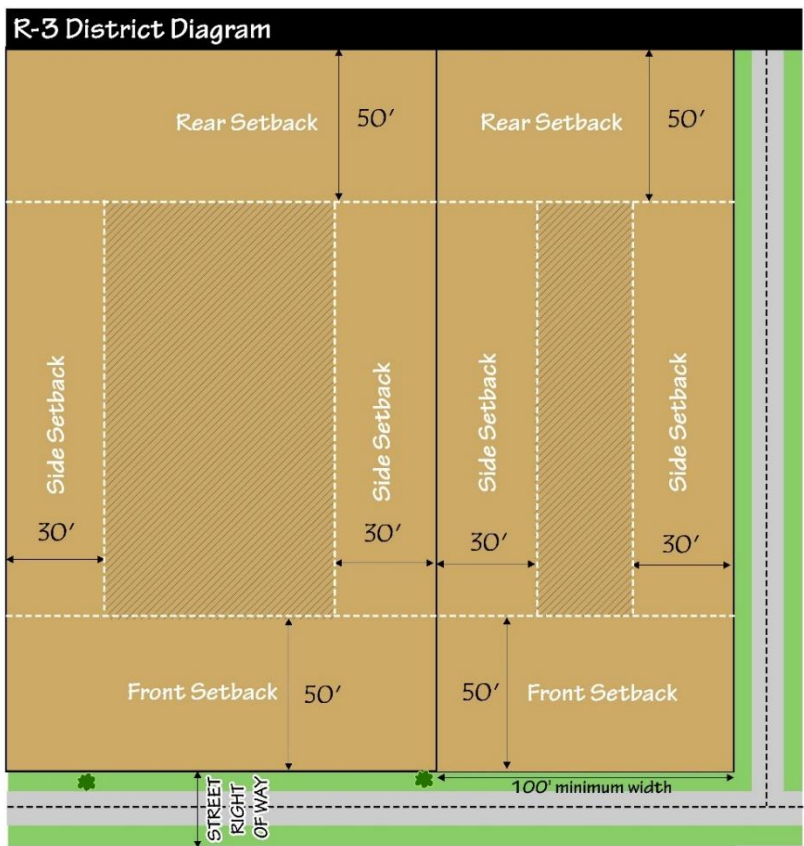 R-3 District Diagram
Rear Setback
50'
Rear Setback
50'
Side Setback
30'
Side Setback
30'
Side Setback
30'
Side Setback
30'
Front Setback
50'
50'
Front Setback
STREET
RIGHT
OF WAY
100' minimum width